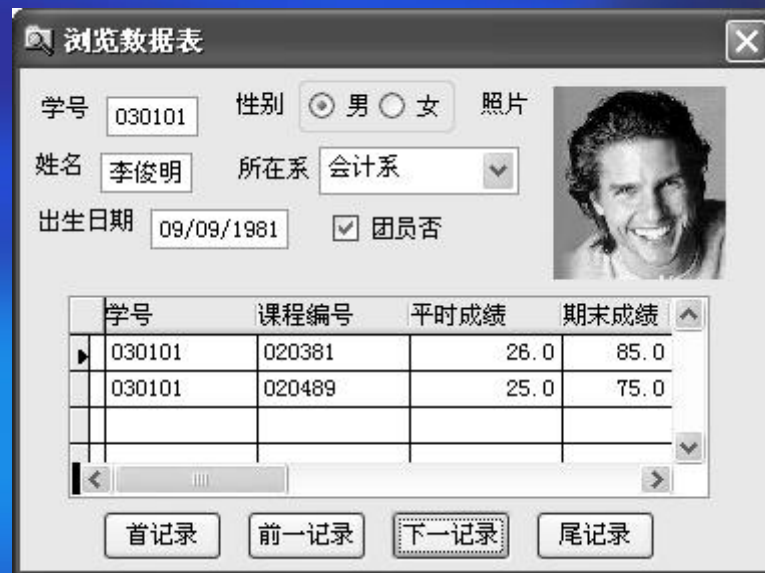 浏览数据表
学号 030101 性别 男 女 照片
姓名 李俊明 所在系 会计系
出生日期 09/09/1981 团员否
学号 课程编号 平时成绩 期末成绩
030101 020381 26.0 85.0
030101 020489 25.0 75.0
首记录 前一记录 下一记录 尾记录